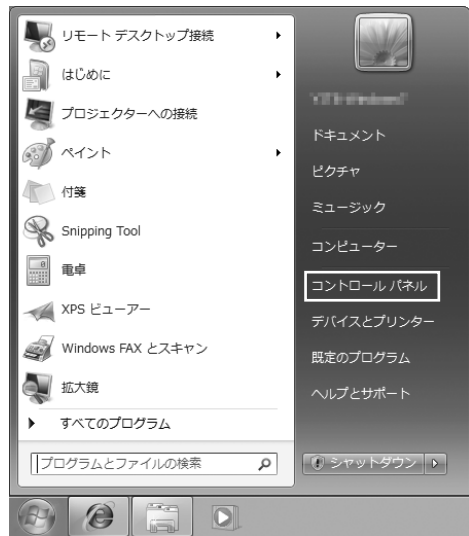 リモート デスクトップ接続
はじめに
プロジェクターへの接続
ペイント
付箋
Snipping Tool
電卓
XPS ビューアー
Windows FAX とスキャン
拡大鏡
すべてのプログラム
プログラムとファイルの検索
ドキュメント
ピクチャ
ミュージック
コンピューター
コントロール パネル
デバイスとプリンター
既定のプログラム
ヘルプとサポート
シャットダウン